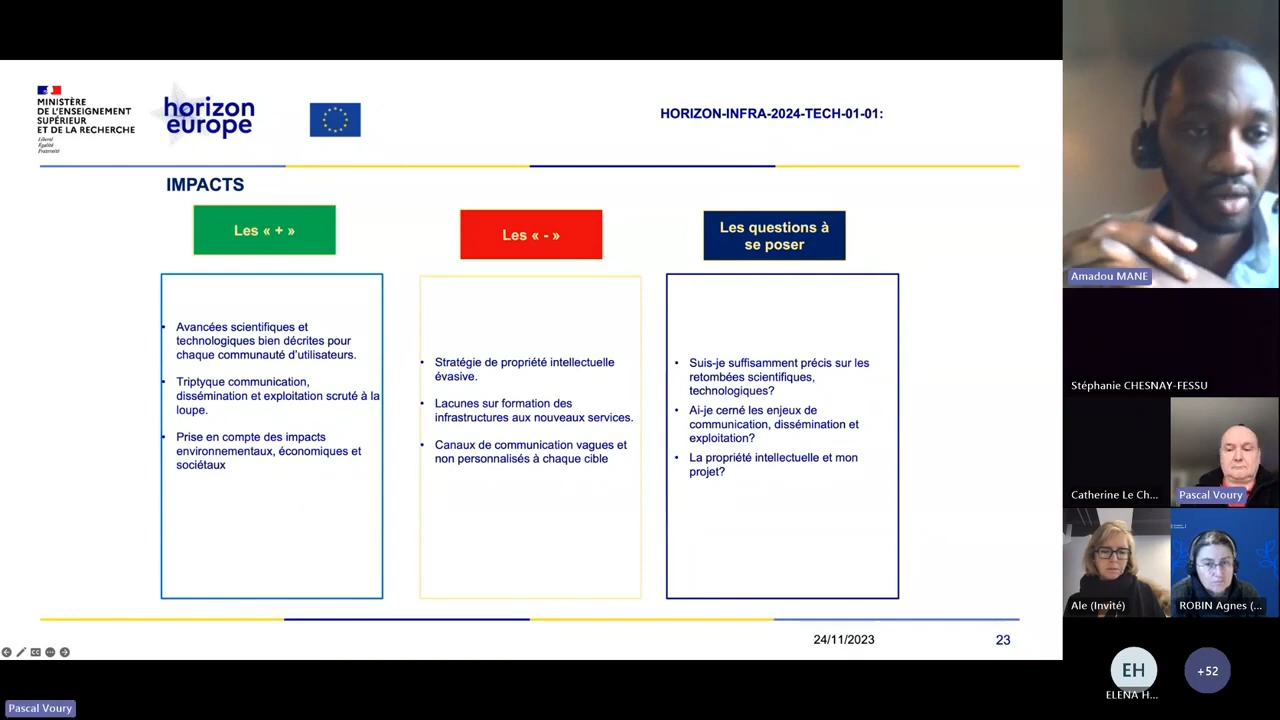 MINISTÈRE
DE L'ENSEIGNEMENT
SUPÉRIEUR
ET DE LA RECHERCHE
Liberté
Égalité
Fraternité
horizon
europe
HORIZON-INFRA-2024-TECH-01-01:
IMPACTS
Les « + »
Avancées scientifiques et
technologiques bien décrites pour
chaque communauté d'utilisateurs.
Triptyque communication,
dissémination et exploitation scruté à la
loupe.
Prise en compte des impacts
environnementaux, économiques et
sociétaux
Les « - »
Stratégie de propriété intellectuelle
évasive.
Lacunes sur formation des
infrastructures aux nouveaux services.
Canaux de communication vagues et
non personnalisés à chaque cible
Les questions à
se poser
Suis-je suffisamment précis sur les
retombées scientifiques,
technologiques?
Ai-je cerné les enjeux de
communication, dissémination et
exploitation?
La propriété intellectuelle et mon
projet?
24/11/2023
23
Pascal Voury
Amadou MANE
Stéphanie CHESNAY-FESSU
Catherine Le Ch...
Pascal Voury
Ale (Invité)
ROBIN Agnes (...
EH
ELENA H...
+52